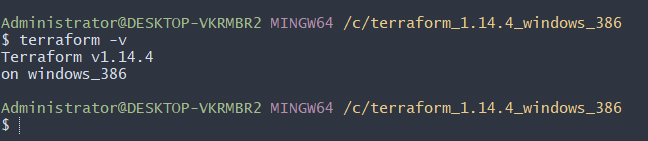 Administrator@DESKTOP-VKRMBR2 MINGW64 /c/terraform_1.14.4_windows_386
$ terraform -v
Terraform v1.14.4
on windows_386
Administrator@DESKTOP-VKRMBR2 MINGW64 /c/terraform_1.14.4_windows_386
$